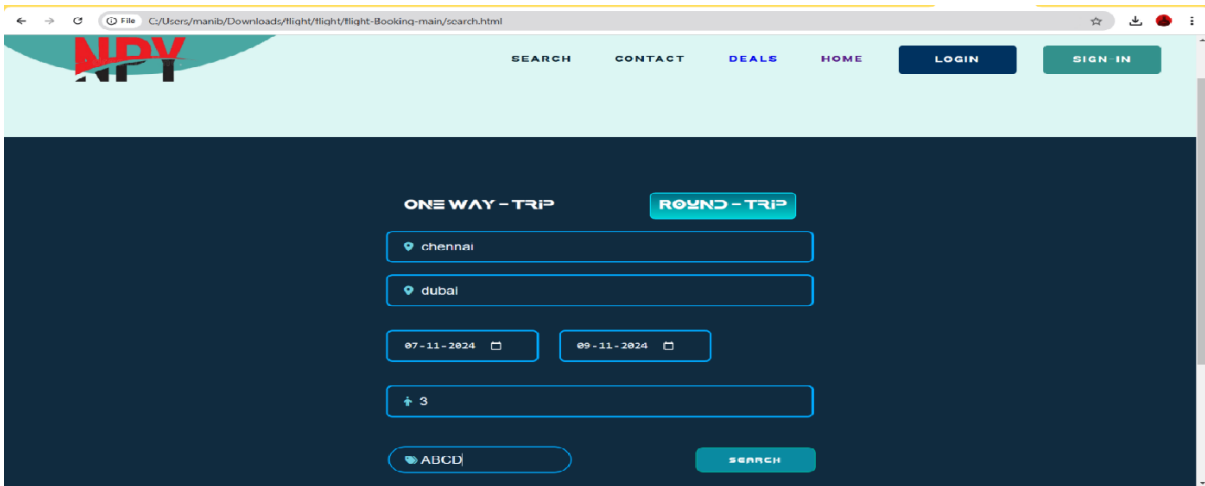 File C:/Users/manib/Downloads/flight/flight/flight-Booking-main/search.html
NPY SEARCH CONTACT DEALS HOME LOGIN SIGN-IN
ONE WAY - TRIP ROUND - TRIP
chennai
dubai
07-11-2024 09-11-2024
3
ABCD SEARCH